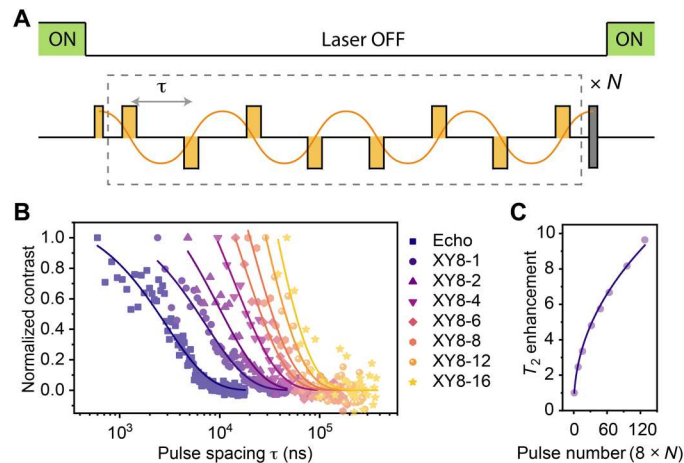 A
ON
Laser OFF
ON
τ
× N
B
Normalized contrast
1.0
0.8
0.6
0.4
0.2
0.0
10³
10⁴
10⁵
Pulse spacing τ (ns)
Echo
XY8-1
XY8-2
XY8-4
XY8-6
XY8-8
XY8-12
XY8-16
C
T₂ enhancement
10
8
6
4
2
0
0
60
120
Pulse number (8 × N)